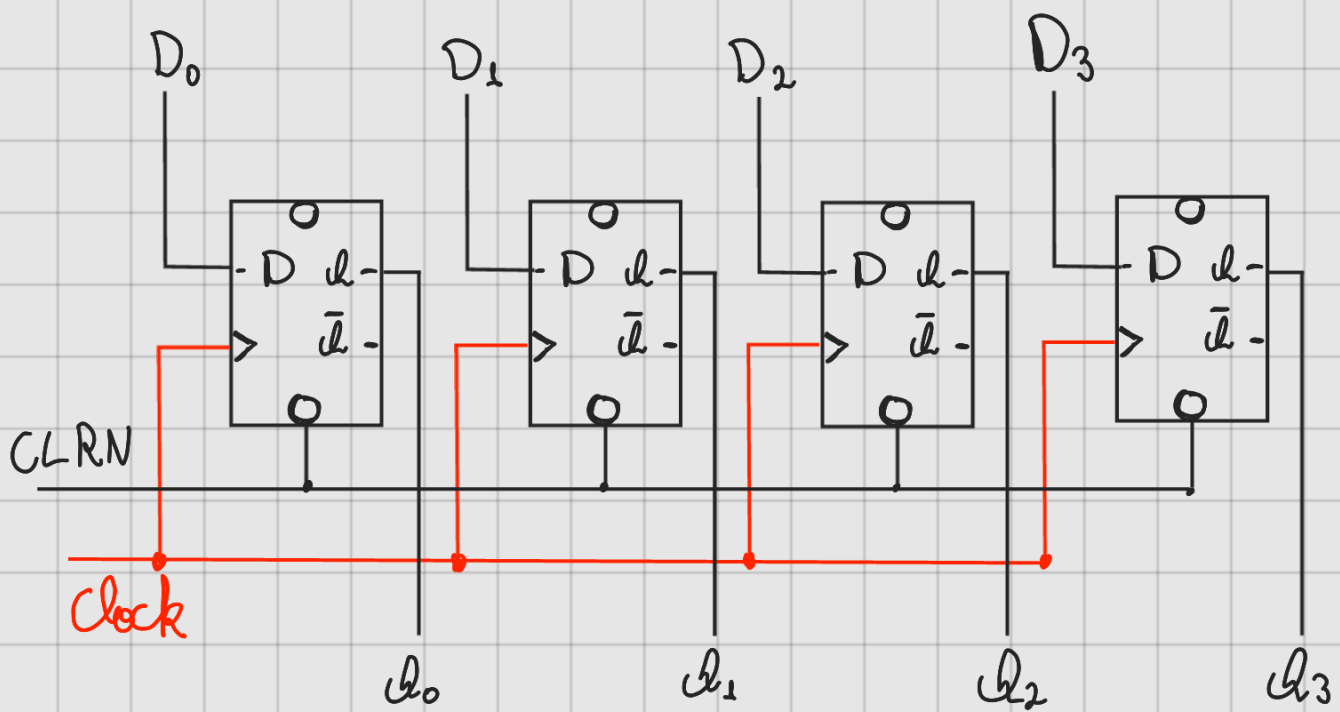 D₀ D₁ D₂ D₃
D Q D Q D Q D Q
Q̅ Q̅ Q̅ Q̅
CLRN
Clock
Q₀ Q₁ Q₂ Q₃